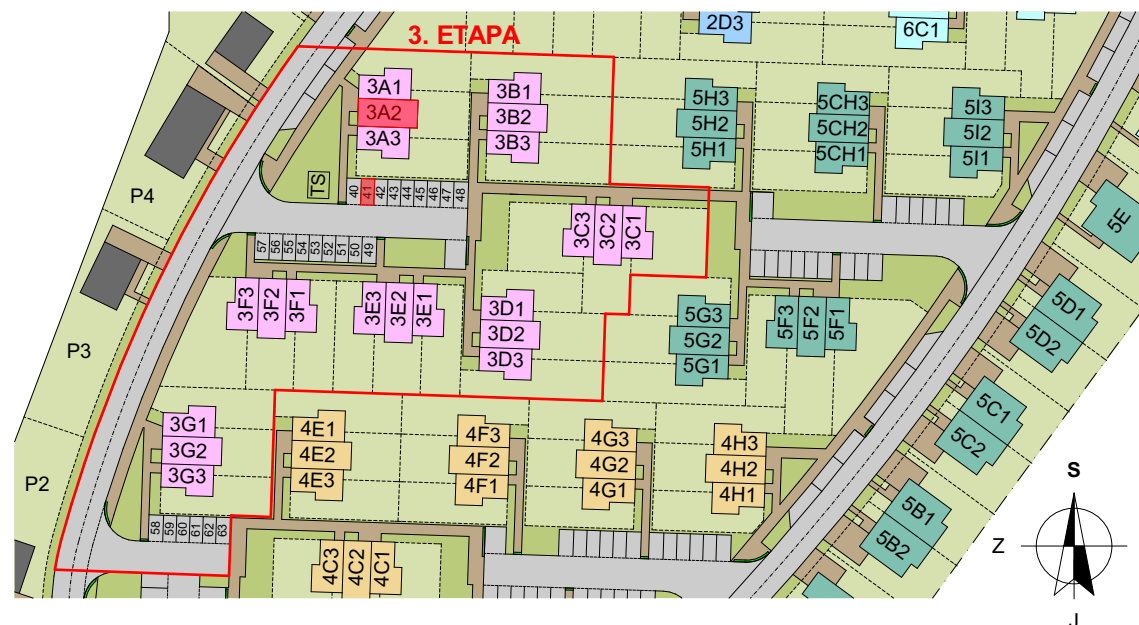 2D3
6C1
3. ETAPA
3A1
3A2
3A3
3B1
3B2
3B3
5H3
5H2
5H1
5CH3
5CH2
5CH1
5I3
5I2
5I1
TS
40 41 42 43 44 45 46 47 48
P4
5E
3C3 3C2 3C1
57 56 55 54 53 52 51 50 49
3F3 3F2 3F1
3E3 3E2 3E1
3D1
3D2
3D3
5G3
5G2
5G1
5F3 5F2 5F1
5D1
5D2
P3
5C1
5C2
3G1
3G2
3G3
4E1
4E2
4E3
4F3
4F2
4F1
4G3
4G2
4G1
4H3
4H2
4H1
P2
5B1
5B2
58 59 60 61 62 63
4C3 4C2 4C1
S
Z
J